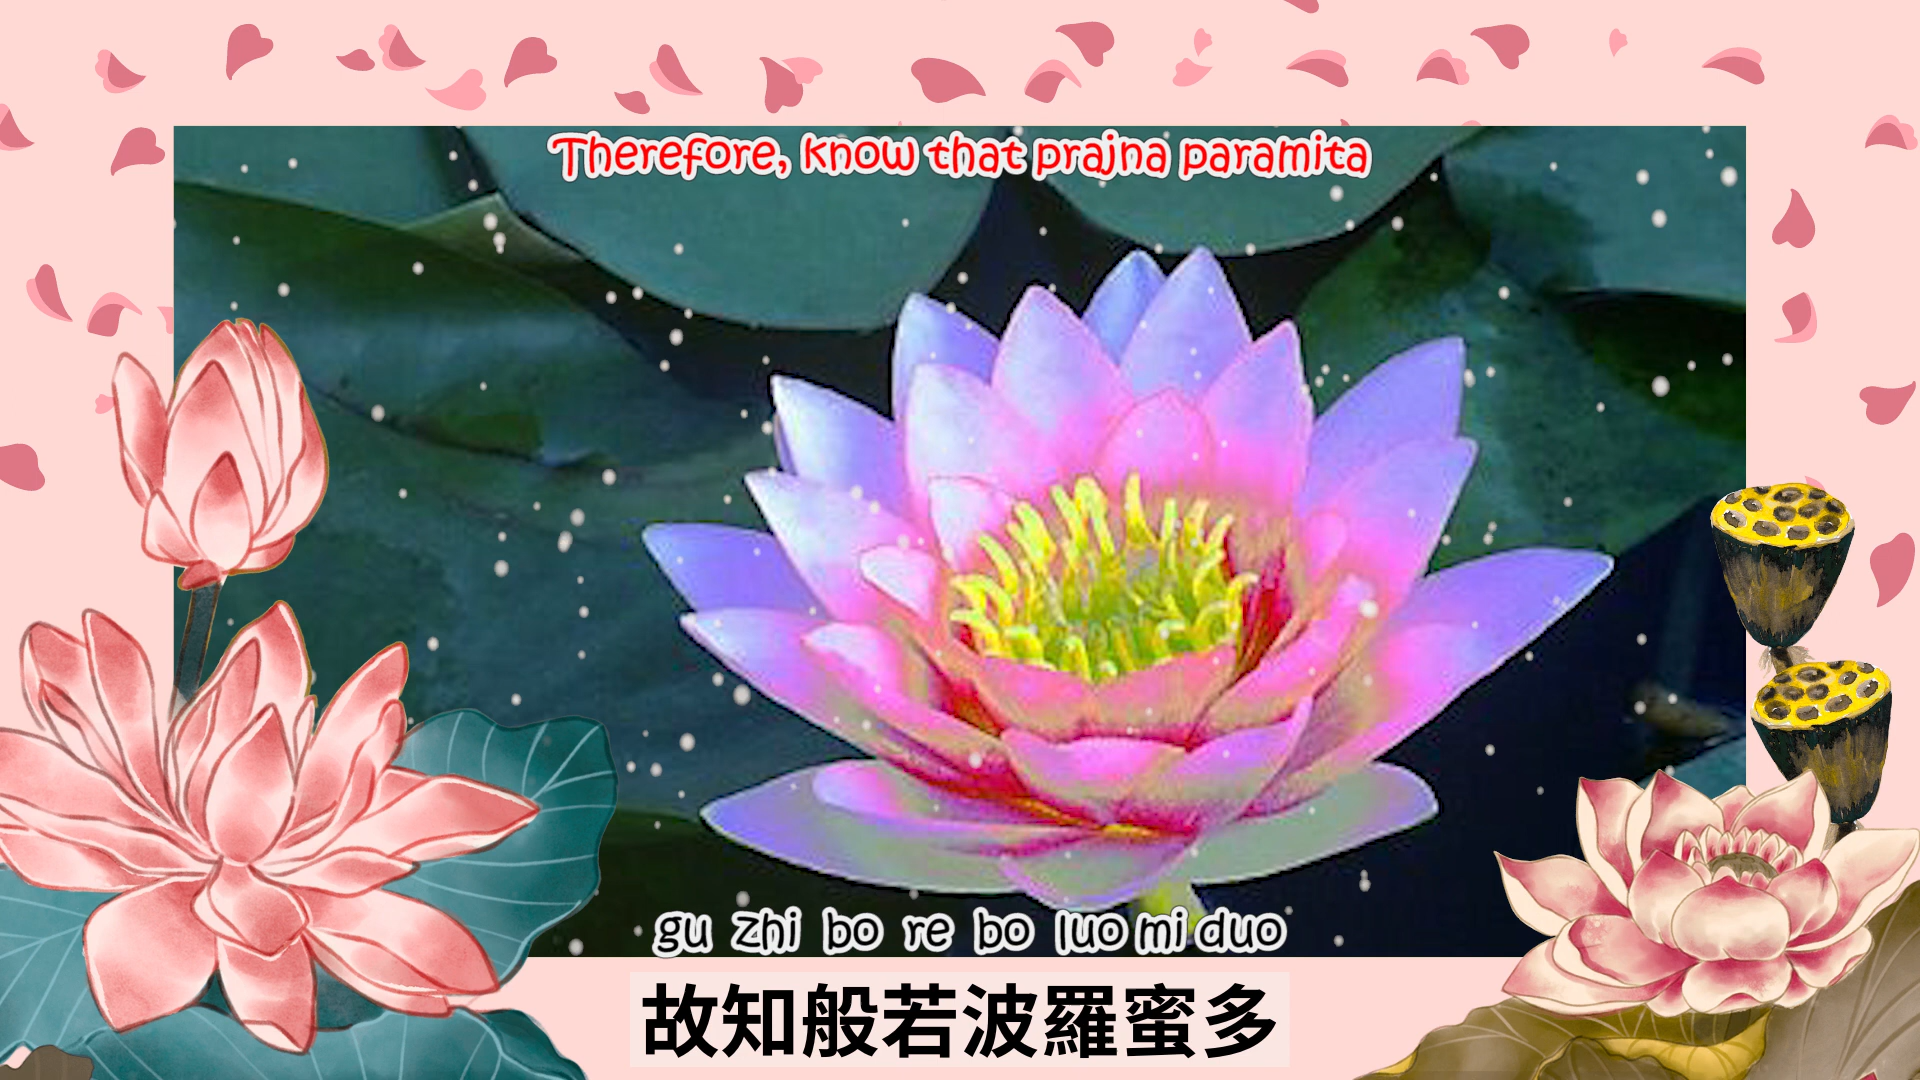 Therefore, know that prajna paramita
gu zhi bo re bo luo mi duo
故知般若波羅蜜多